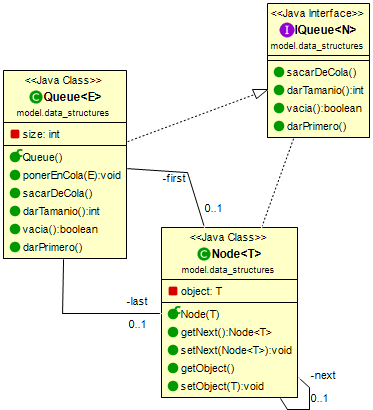 <<Java Interface>>
IQueue<N>
model.data_structures
sacarDeCola()
darTamanio():int
vacia():boolean
darPrimero()
<<Java Class>>
Queue<E>
model.data_structures
size: int
Queue()
ponerEnCola(E):void
sacarDeCola()
darTamanio():int
vacia():boolean
darPrimero()
-first
0..1
<<Java Class>>
Node<T>
model.data_structures
object: T
Node(T)
getNext():Node<T>
setNext(Node<T>):void
getObject()
setObject(T):void
-last
0..1
-next
0..1